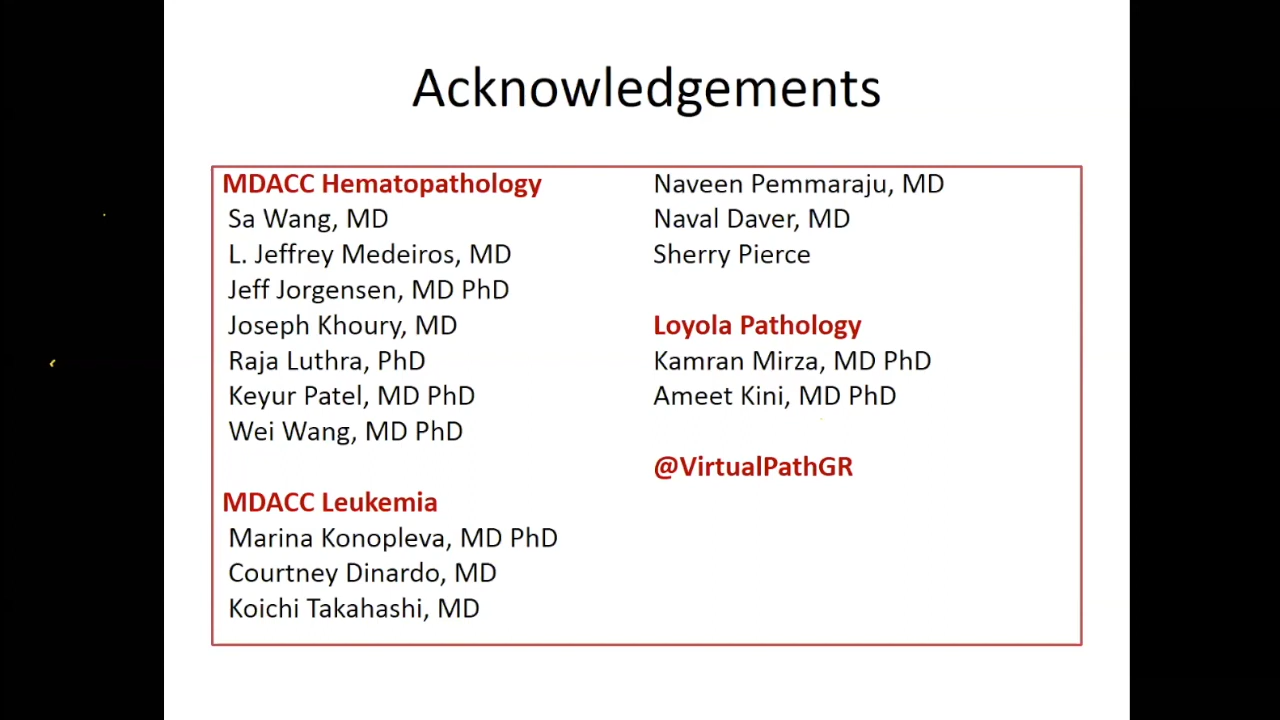 Acknowledgements
MDACC Hematopathology
Sa Wang, MD
L. Jeffrey Medeiros, MD
Jeff Jorgensen, MD PhD
Joseph Khoury, MD
Raja Luthra, PhD
Keyur Patel, MD PhD
Wei Wang, MD PhD
MDACC Leukemia
Marina Konopleva, MD PhD
Courtney Dinardo, MD
Koichi Takahashi, MD
Naveen Pemmaraju, MD
Naval Daver, MD
Sherry Pierce
Loyola Pathology
Kamran Mirza, MD PhD
Ameet Kini, MD PhD
@VirtualPathGR